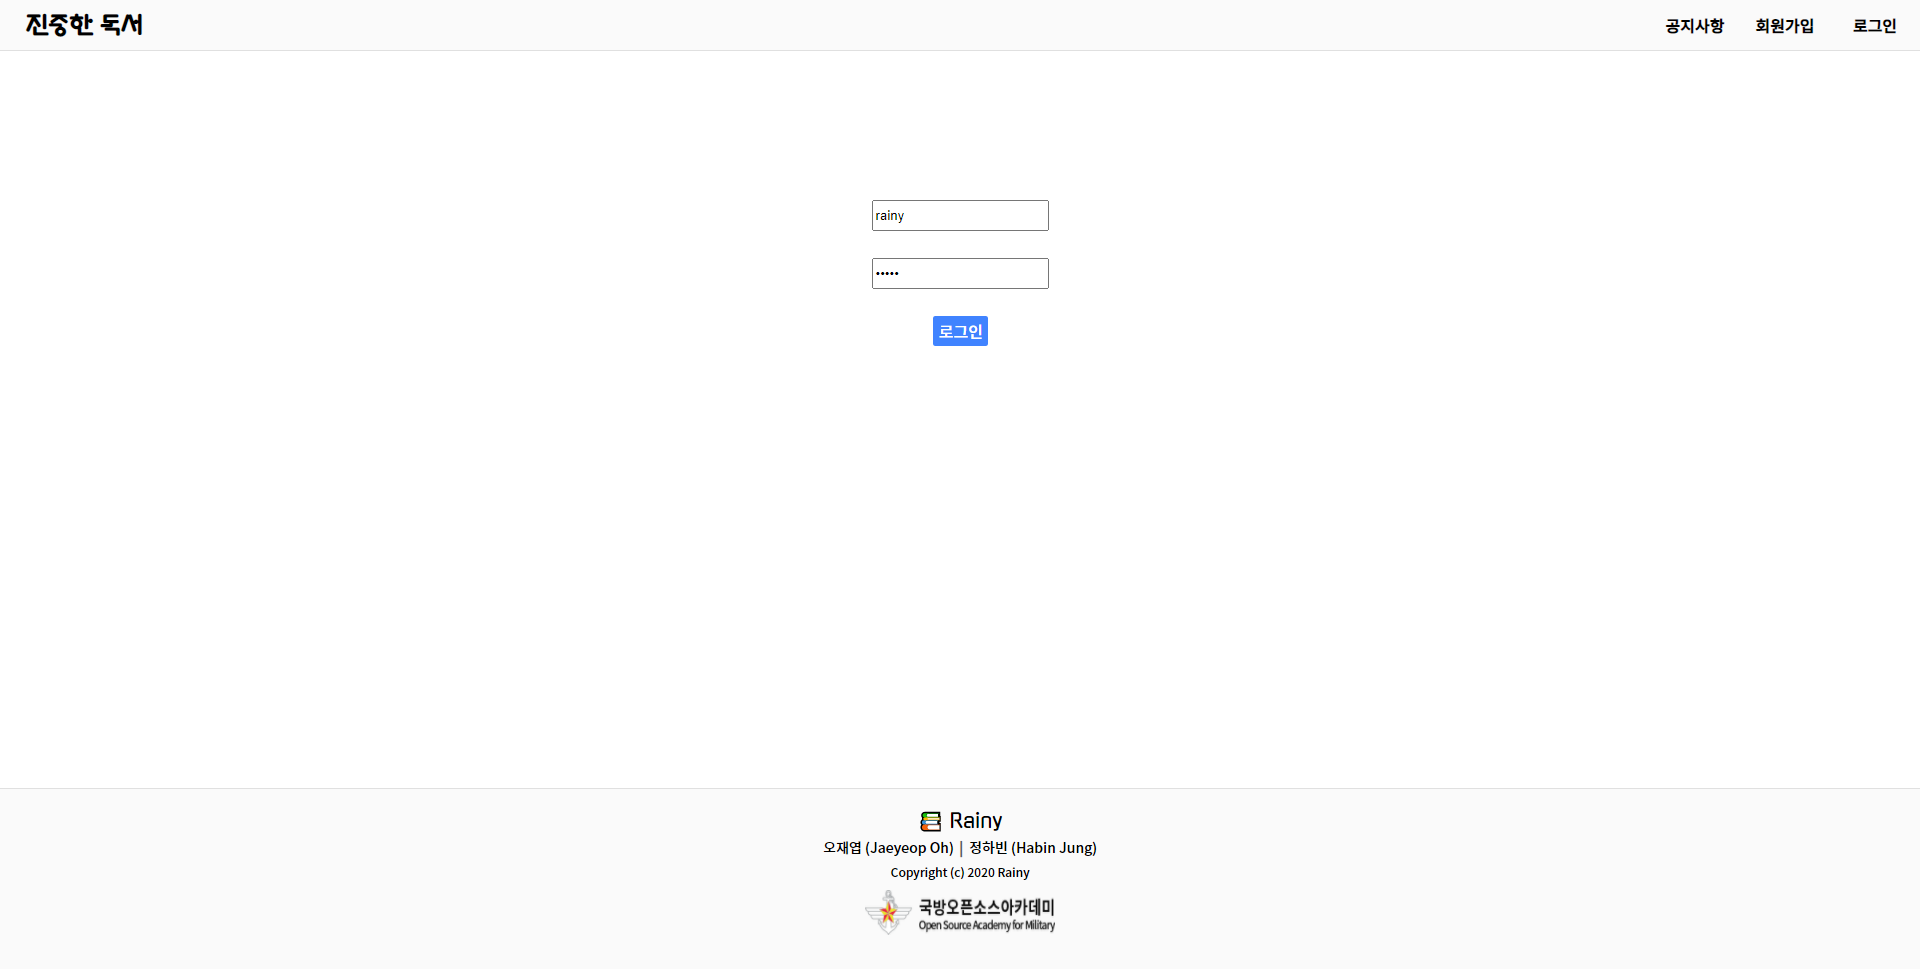 진중한 독서
공지사항 회원가입 로그인
rainy
•••••
로그인
Rainy
오재엽 (Jaeyeop Oh) | 정하빈 (Habin Jung)
Copyright (c) 2020 Rainy
국방오픈소스아카데미
Open Source Academy for Military